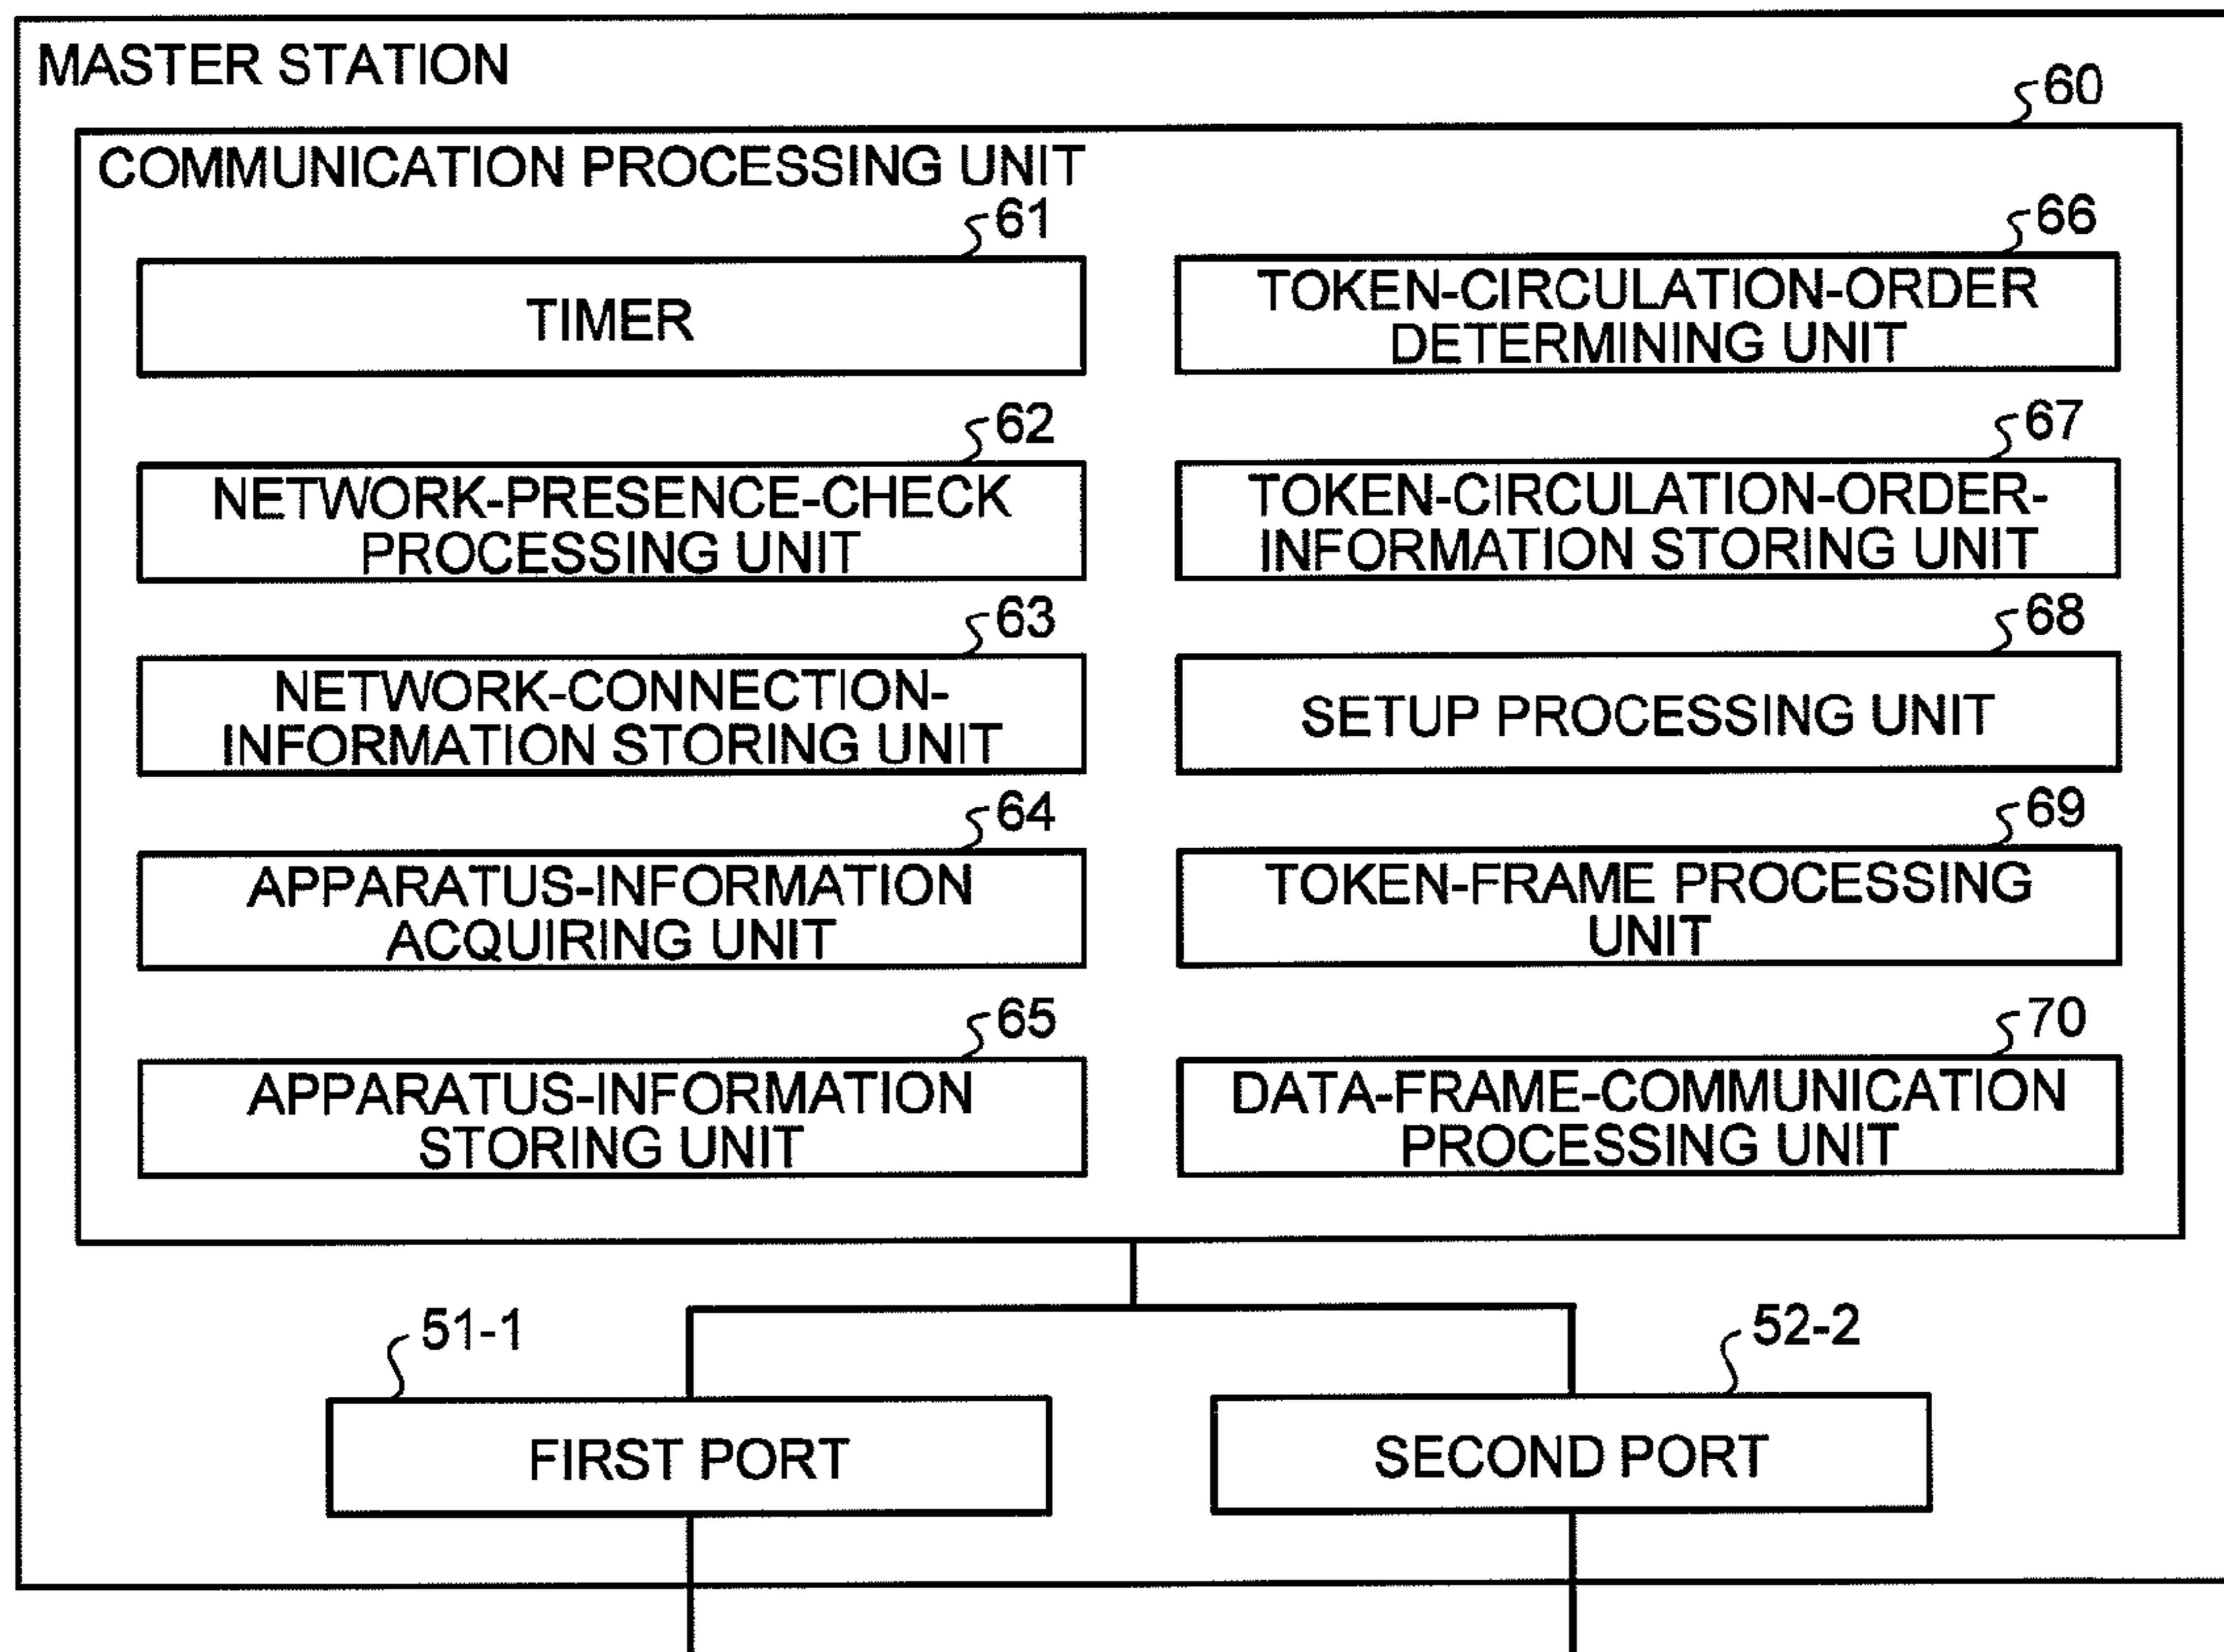 MASTER STATION
60
COMMUNICATION PROCESSING UNIT
61
TIMER
62
NETWORK-PRESENCE-CHECK
PROCESSING UNIT
63
NETWORK-CONNECTION-
INFORMATION STORING UNIT
64
APPARATUS-INFORMATION
ACQUIRING UNIT
65
APPARATUS-INFORMATION
STORING UNIT
66
TOKEN-CIRCULATION-ORDER
DETERMINING UNIT
67
TOKEN-CIRCULATION-ORDER-
INFORMATION STORING UNIT
68
SETUP PROCESSING UNIT
69
TOKEN-FRAME PROCESSING
UNIT
70
DATA-FRAME-COMMUNICATION
PROCESSING UNIT
51-1
FIRST PORT
52-2
SECOND PORT